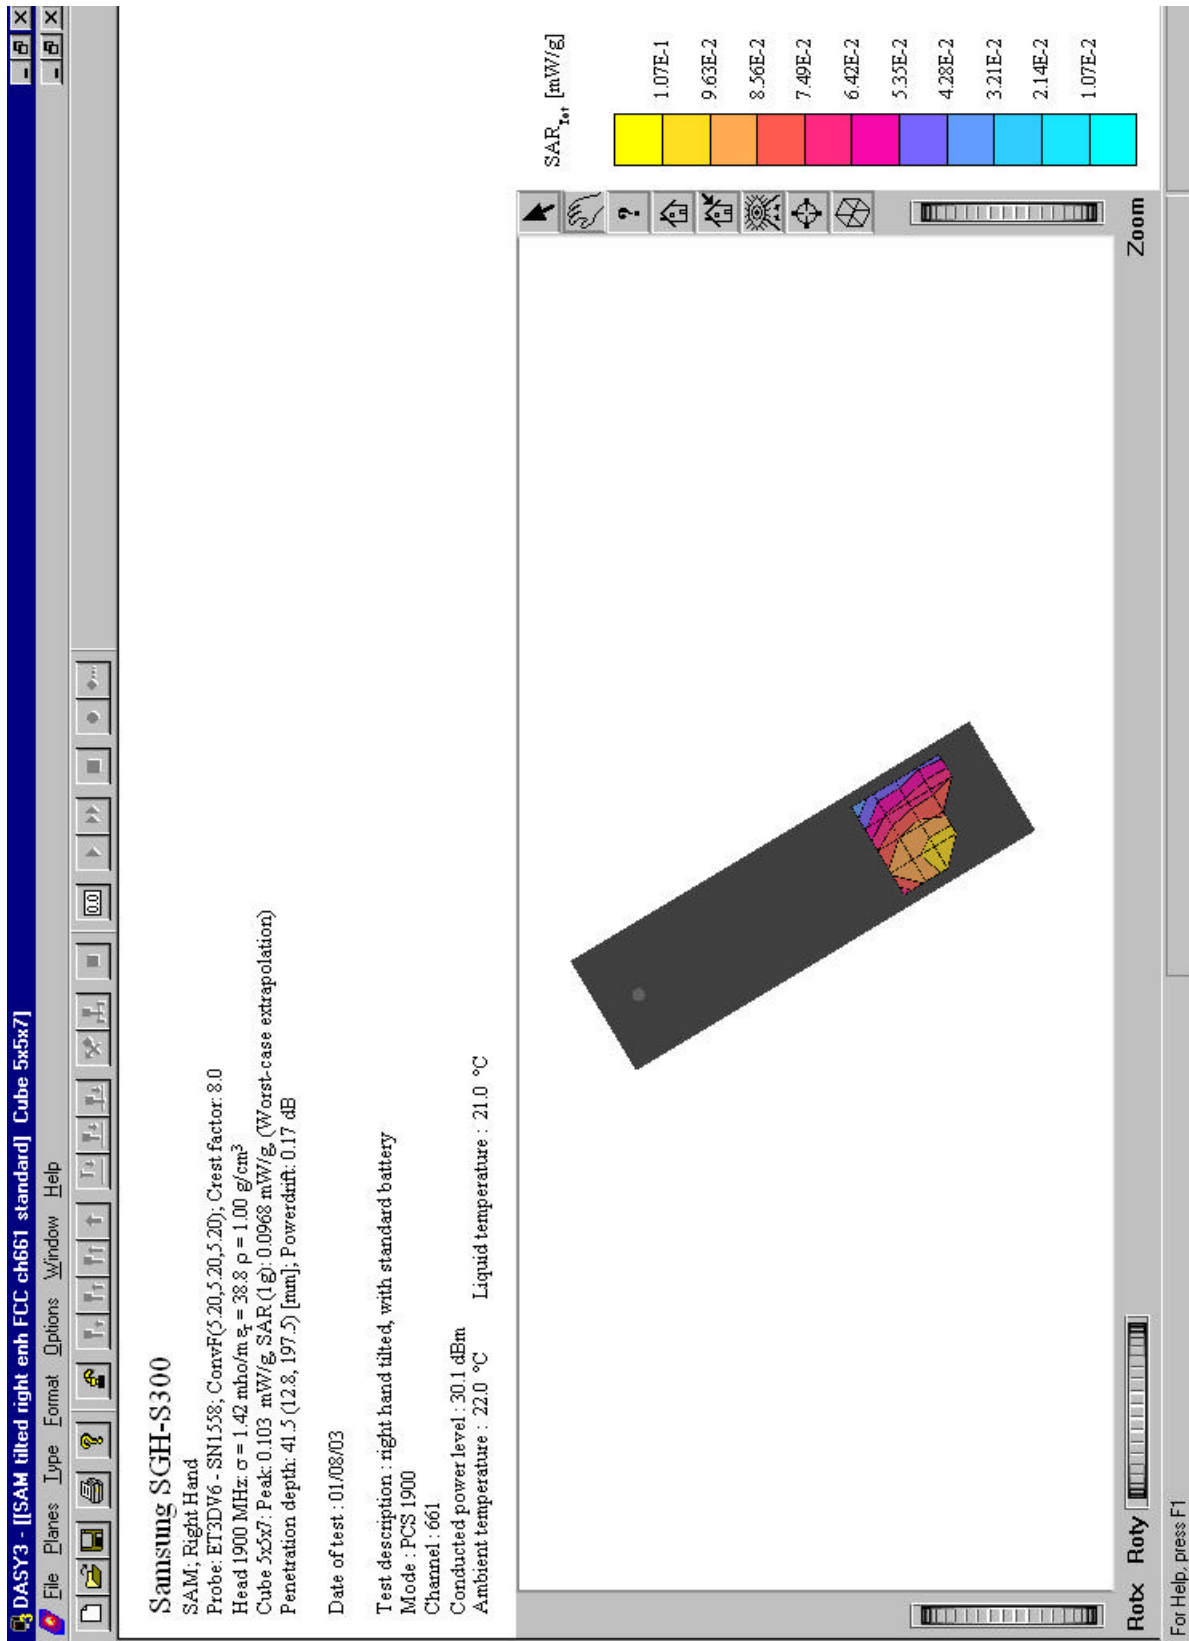 DASY3 - [[SAM tilted right enh FCC ch661 standard] Cube 5x5x7]
File Planes Type Format Options Window Help
0.0
Samsung SGH-S300
SAM; Right Hand
Probe: ET3DV6 - SN1558; ConvF(5.20,5.20,5.20); Crest factor: 8.0
Head 1900 MHz: σ = 1.42 mho/m εr = 38.8 ρ = 1.00 g/cm³
Cube 5x5x7: Peak: 0.103 mW/g, SAR (1g): 0.0968 mW/g, (Worst-case extrapolation)
Penetration depth: 41.5 (12.8, 197.5) [mm]; Powerdrift: 0.17 dB
Date of test : 01/08/03
Test description : right hand tilted, with standard battery
Mode : PCS 1900
Channel : 661
Conducted power level : 30.1 dBm
Ambient temperature : 22.0 °C Liquid temperature : 21.0 °C
SARTot [mW/g]
1.07E-1
9.63E-2
8.56E-2
7.49E-2
6.42E-2
5.35E-2
4.28E-2
3.21E-2
2.14E-2
1.07E-2
Rotx Roty Zoom
For Help, press F1